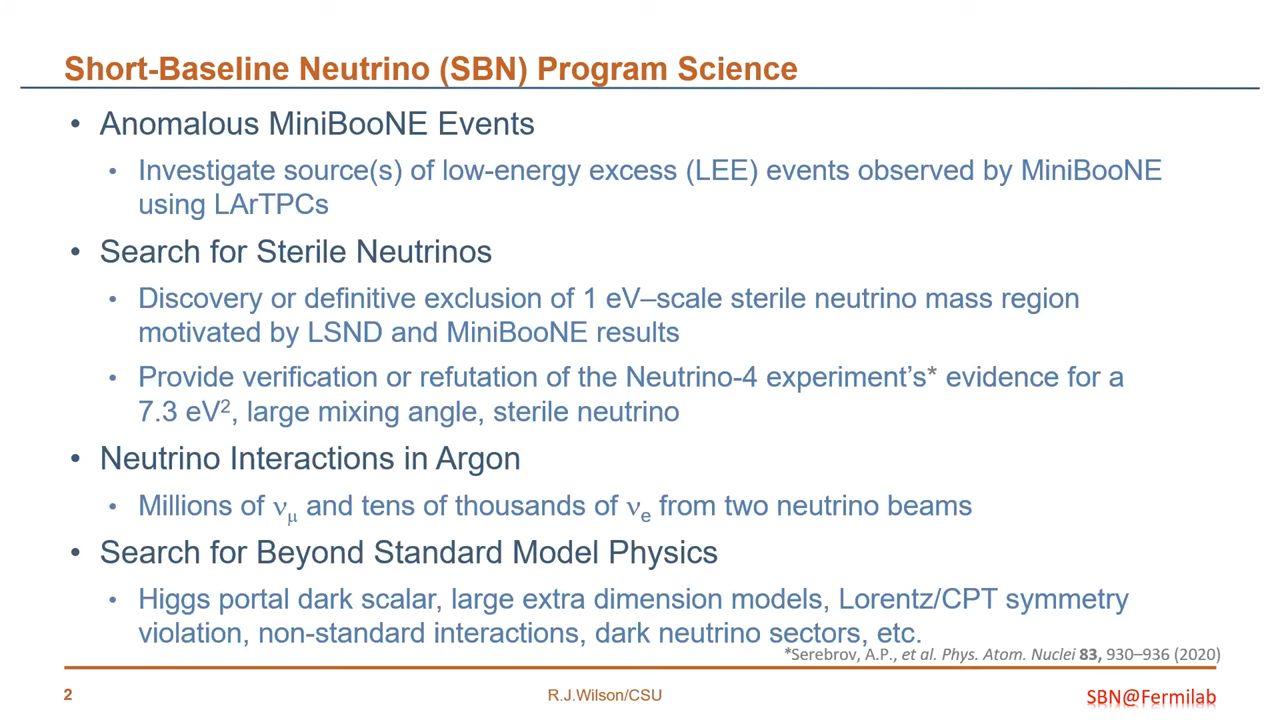 Short-Baseline Neutrino (SBN) Program Science
• Anomalous MiniBooNE Events
• Investigate source(s) of low-energy excess (LEE) events observed by MiniBooNE
using LArTPCs
• Search for Sterile Neutrinos
• Discovery or definitive exclusion of 1 eV–scale sterile neutrino mass region
motivated by LSND and MiniBooNE results
• Provide verification or refutation of the Neutrino-4 experiment’s* evidence for a
7.3 eV², large mixing angle, sterile neutrino
• Neutrino Interactions in Argon
• Millions of νμ and tens of thousands of νe from two neutrino beams
• Search for Beyond Standard Model Physics
• Higgs portal dark scalar, large extra dimension models, Lorentz/CPT symmetry
violation, non-standard interactions, dark neutrino sectors, etc.
*Serebrov, A.P., et al. Phys. Atom. Nuclei 83, 930–936 (2020)
2
R.J.Wilson/CSU
SBN@Fermilab